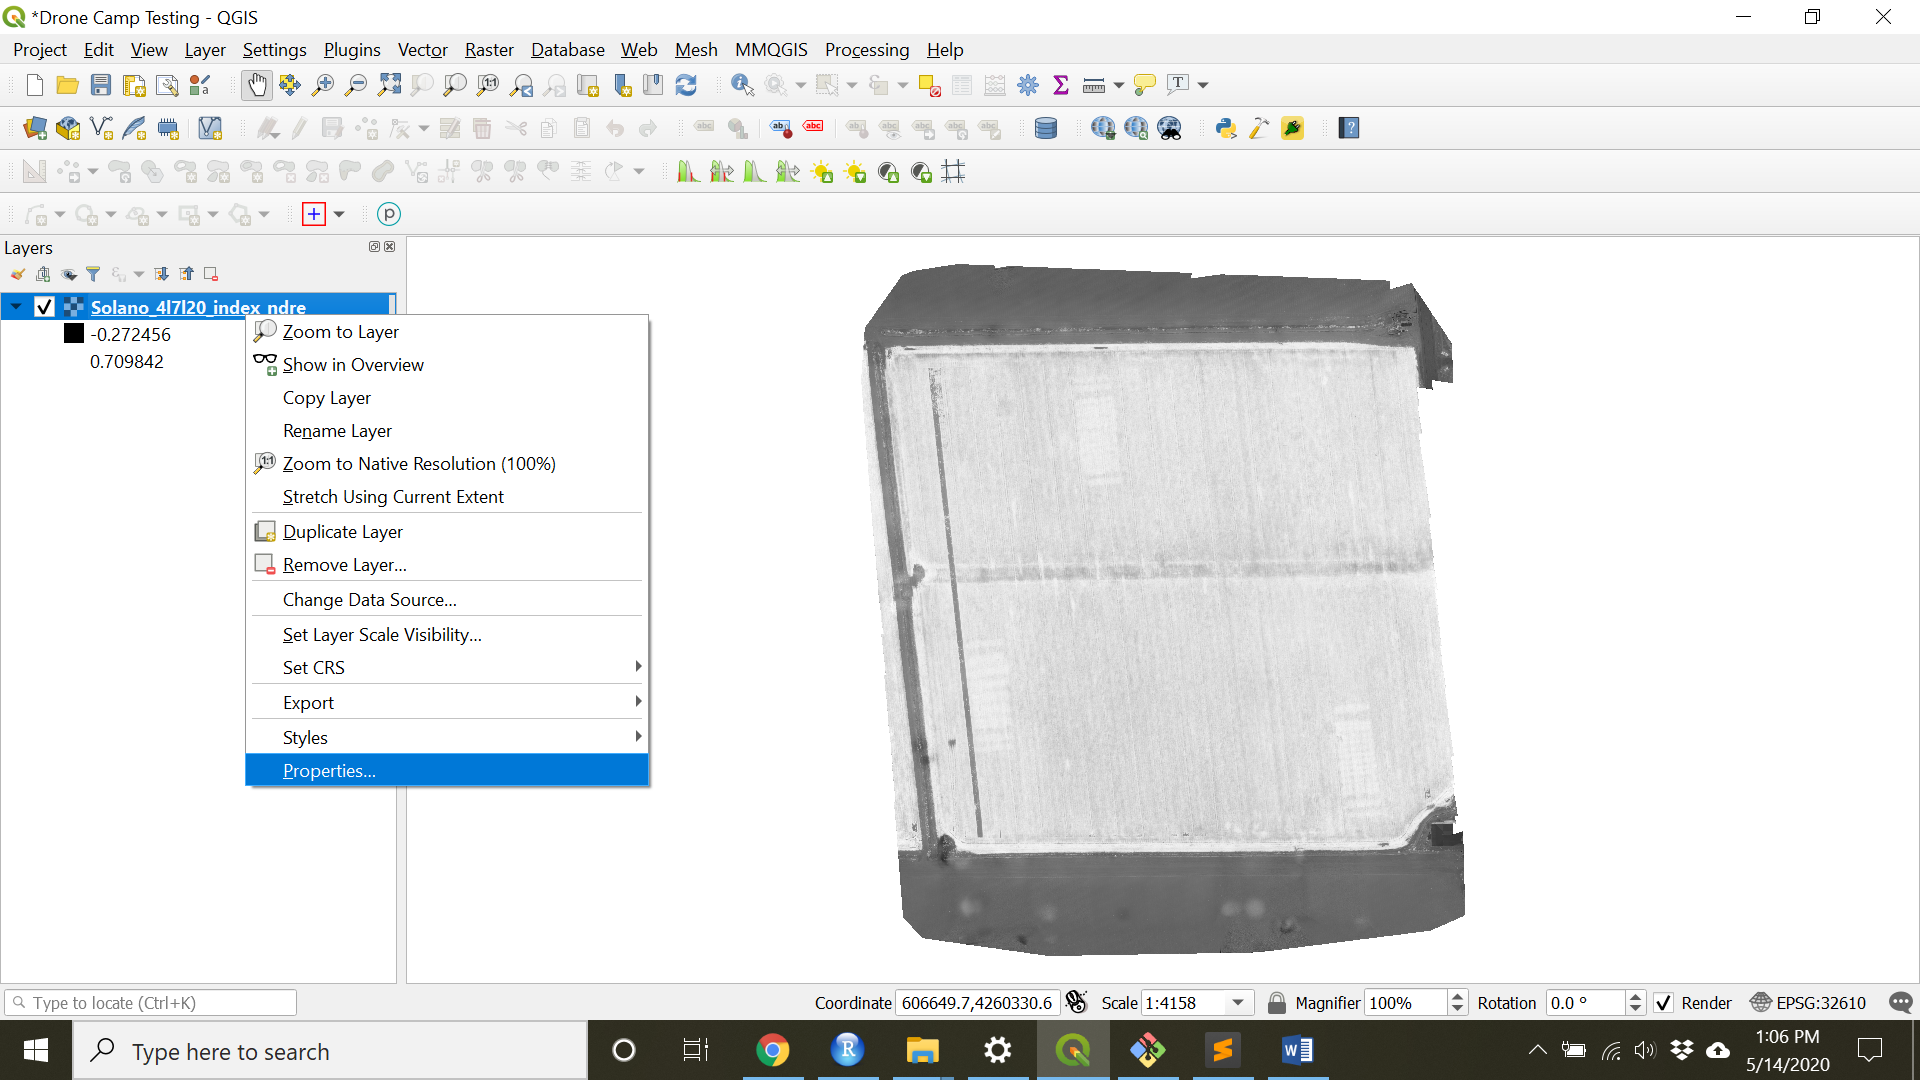 *Drone Camp Testing - QGIS
Project Edit View Layer Settings Plugins Vector Raster Database Web Mesh MMQGIS Processing Help
Layers
Solano_4l7l20_index_ndre
-0.272456
0.709842
Zoom to Layer
Show in Overview
Copy Layer
Rename Layer
Zoom to Native Resolution (100%)
Stretch Using Current Extent
Duplicate Layer
Remove Layer...
Change Data Source...
Set Layer Scale Visibility...
Set CRS
Export
Styles
Properties...
Type to locate (Ctrl+K)
Coordinate 606649.7,4260330.6 Scale 1:4158 Magnifier 100% Rotation 0.0 ° Render EPSG:32610
Type here to search
1:06 PM
5/14/2020